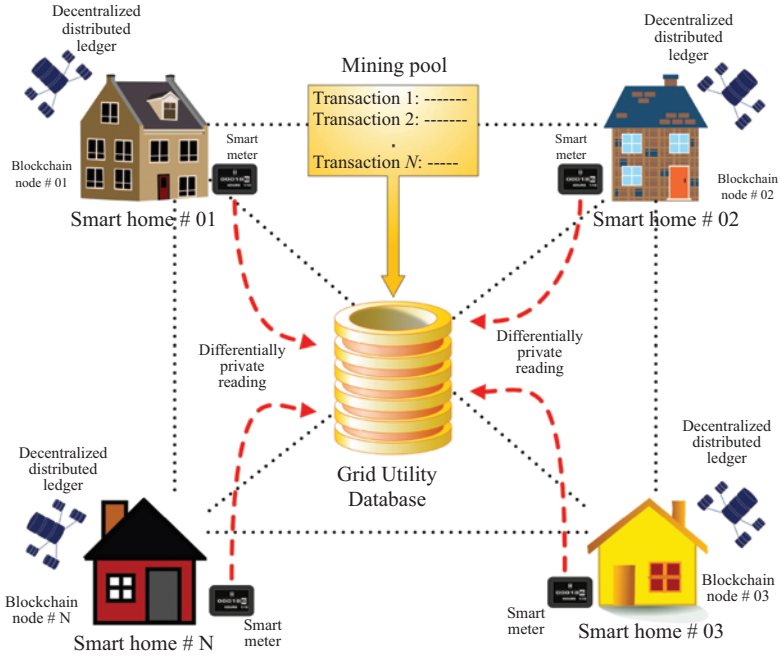 Decentralized
distributed
ledger
Mining pool
Transaction 1: -------
Transaction 2: -------
.
Transaction N: -----
Decentralized
distributed
ledger
Smart
meter
Blockchain
node # 01
Smart home # 01
Smart
meter
Blockchain
node # 02
Smart home # 02
Differentially
private
reading
Differentially
private
reading
Grid Utility
Database
Decentralized
distributed
ledger
Blockchain
node # N
Smart home # N
Smart
meter
Decentralized
distributed
ledger
Blockchain
node # 03
Smart
meter
Smart home # 03